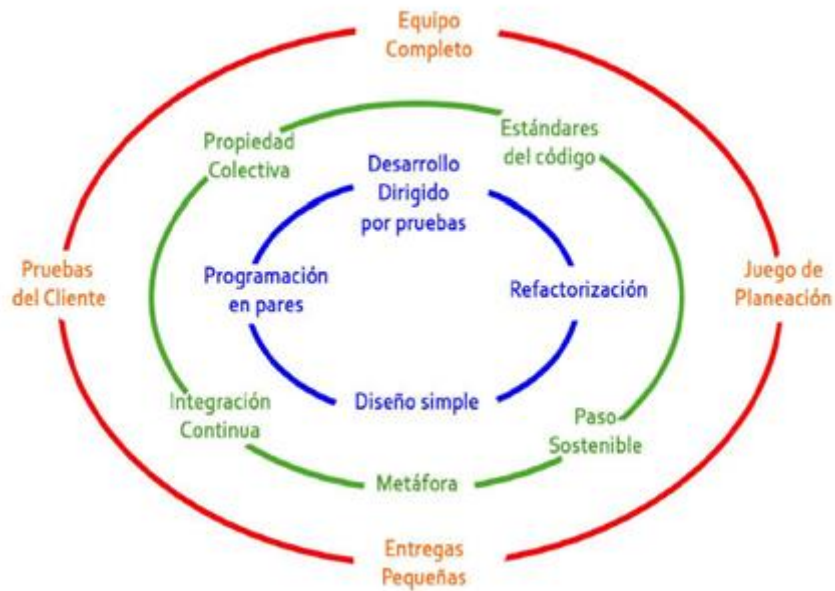 Equipo
Completo
Propiedad
Colectiva
Estándares
del código
Desarrollo
Dirigido
por pruebas
Pruebas
del Cliente
Programación
en pares
Refactorización
Juego de
Planeación
Integración
Continua
Diseño simple
Paso
Sostenible
Metáfora
Entregas
Pequeñas